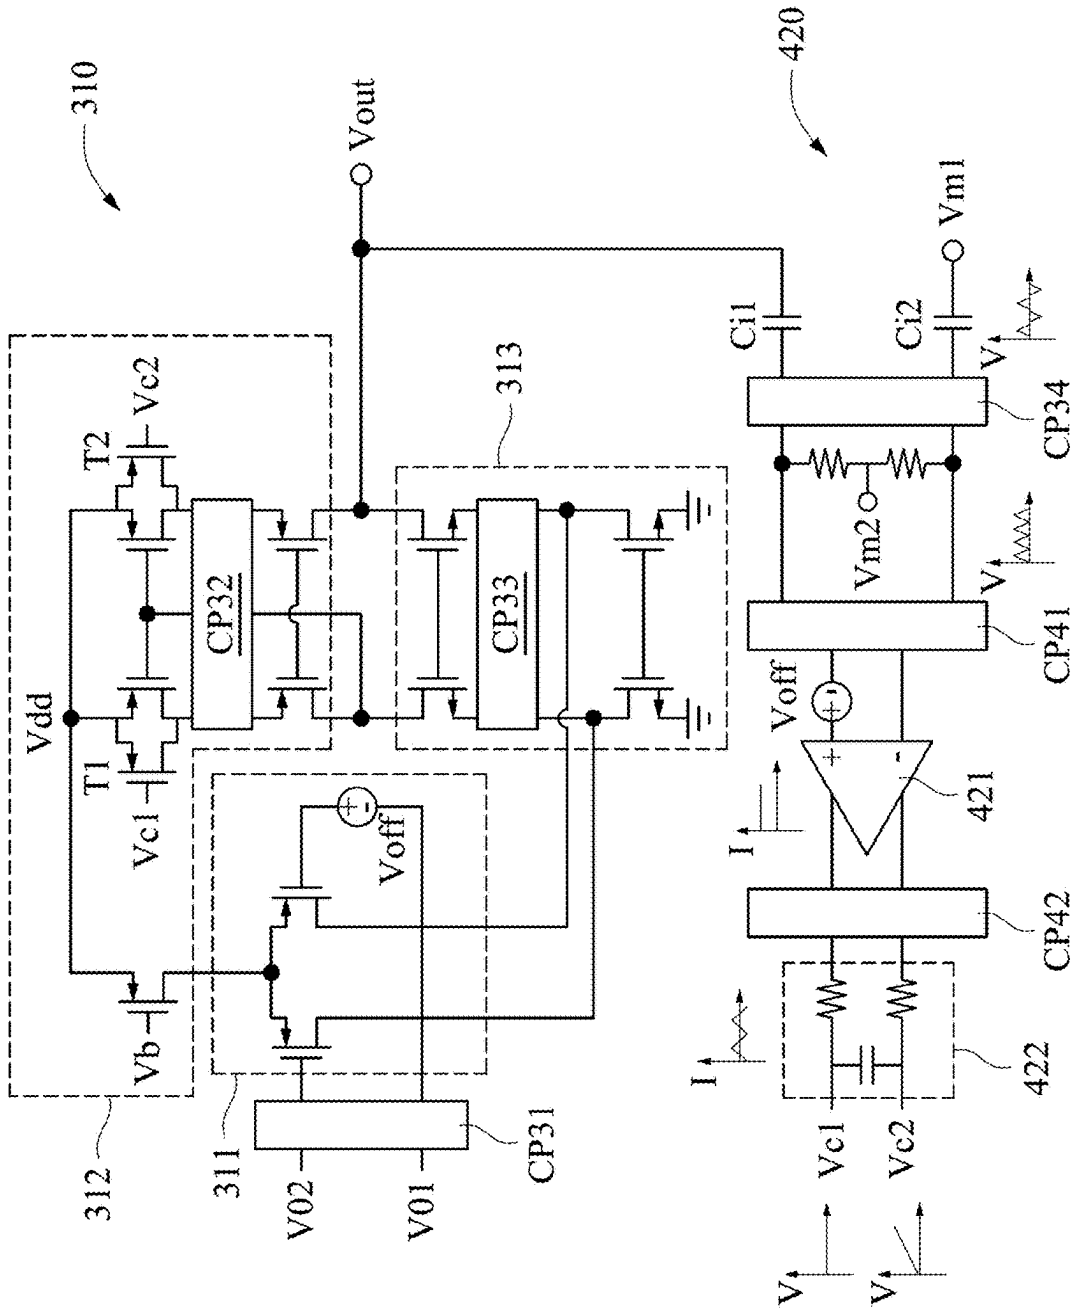 310
Vout
420
Vdd
T1
T2
Vc1
Vc2
Vb
312
CP32
313
CP33
311
Voff
+
-
V02
V01
CP31
Ci1
Ci2
Vm1
V
CP34
Vm2
V
CP41
Voff
+
-
+
-
421
I
CP42
422
I
Vc1
Vc2
V
V